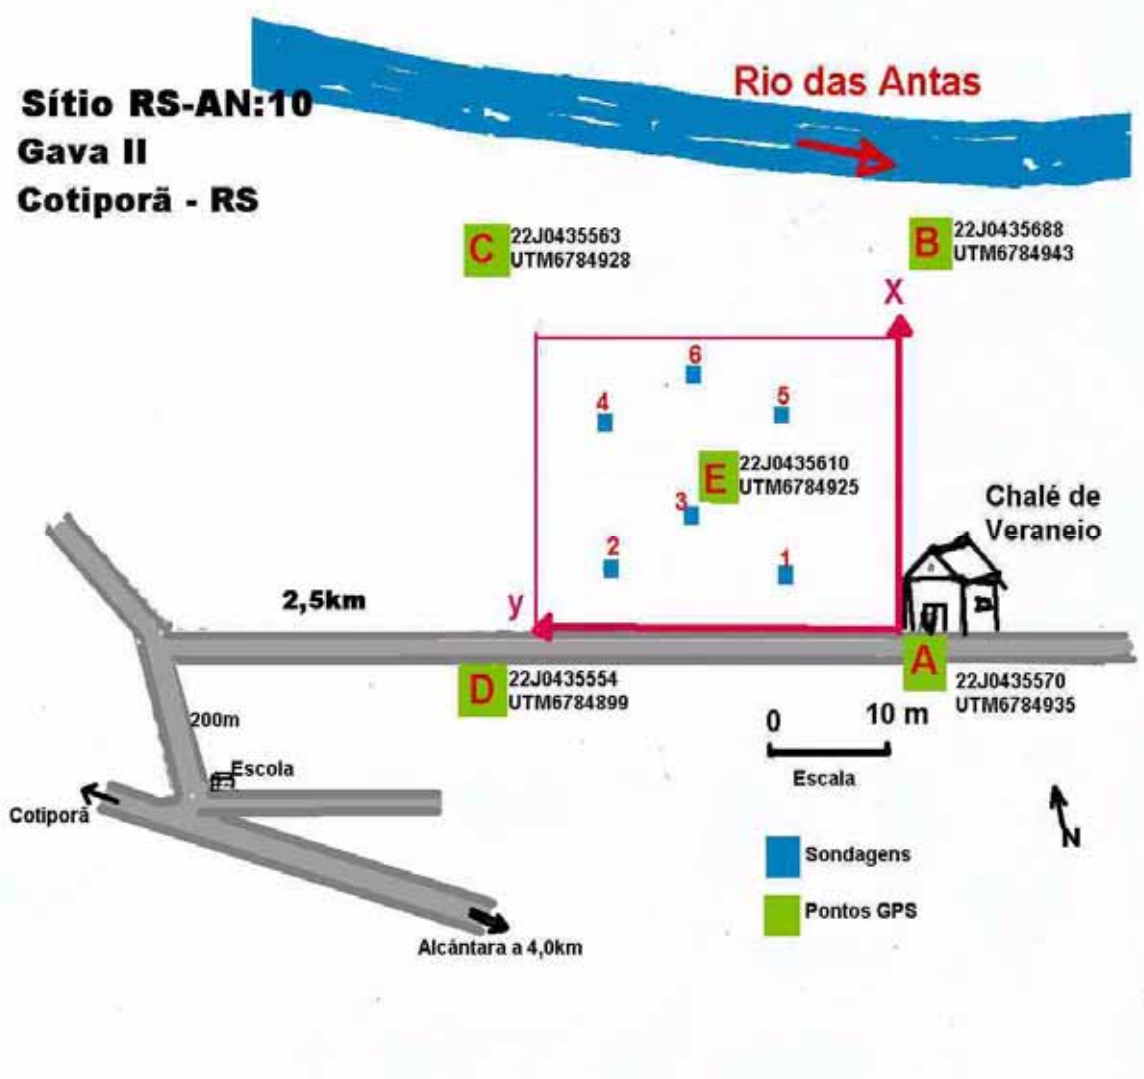 Rio das Antas
Sítio RS-AN:10
Gava II
Cotiporã - RS
C
22J0435563
UTM6784928
B
22J0435688
UTM6784943
X
6
5
4
E
22J0435610
UTM6784925
3
2
1
Chalé de
Veraneio
2,5km
y
A
22J0435570
UTM6784935
D
22J0435554
UTM6784899
200m
0
10 m
Escala
Escola
Cotiporã
N
Sondagens
Pontos GPS
Alcántara a 4,0km